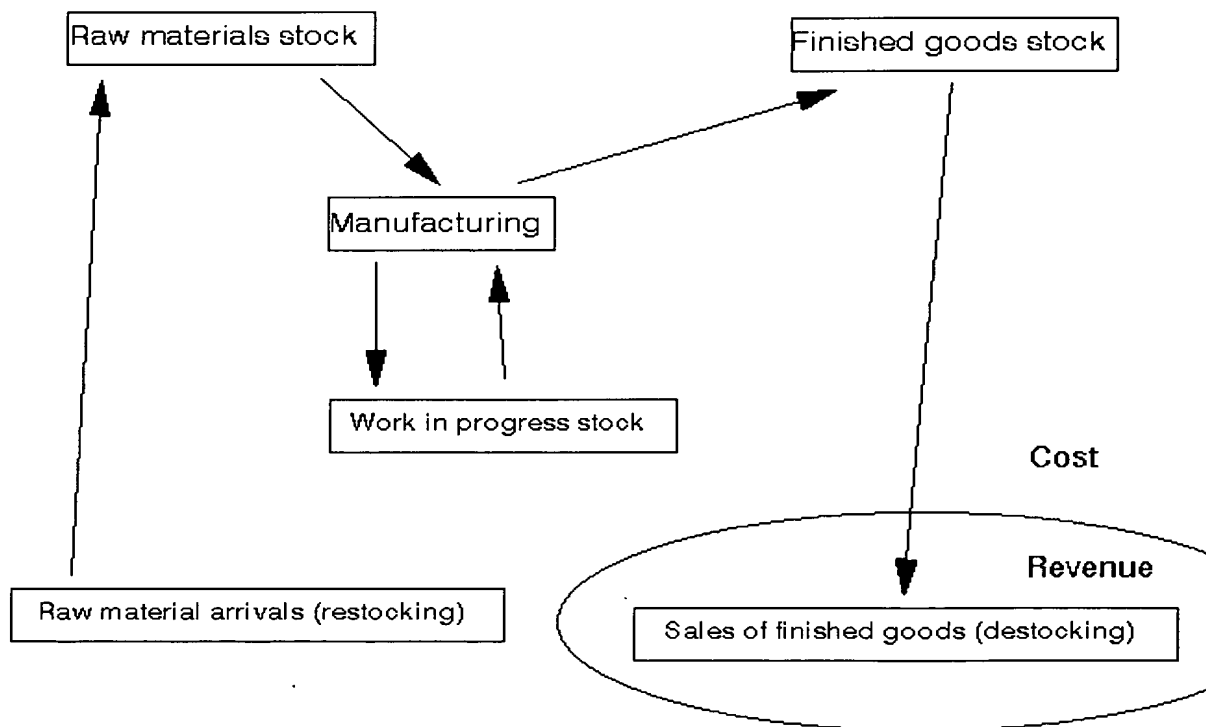 Raw materials stock
Finished goods stock
Manufacturing
Work in progress stock
Cost
Revenue
Raw material arrivals (restocking)
Sales of finished goods (destocking)